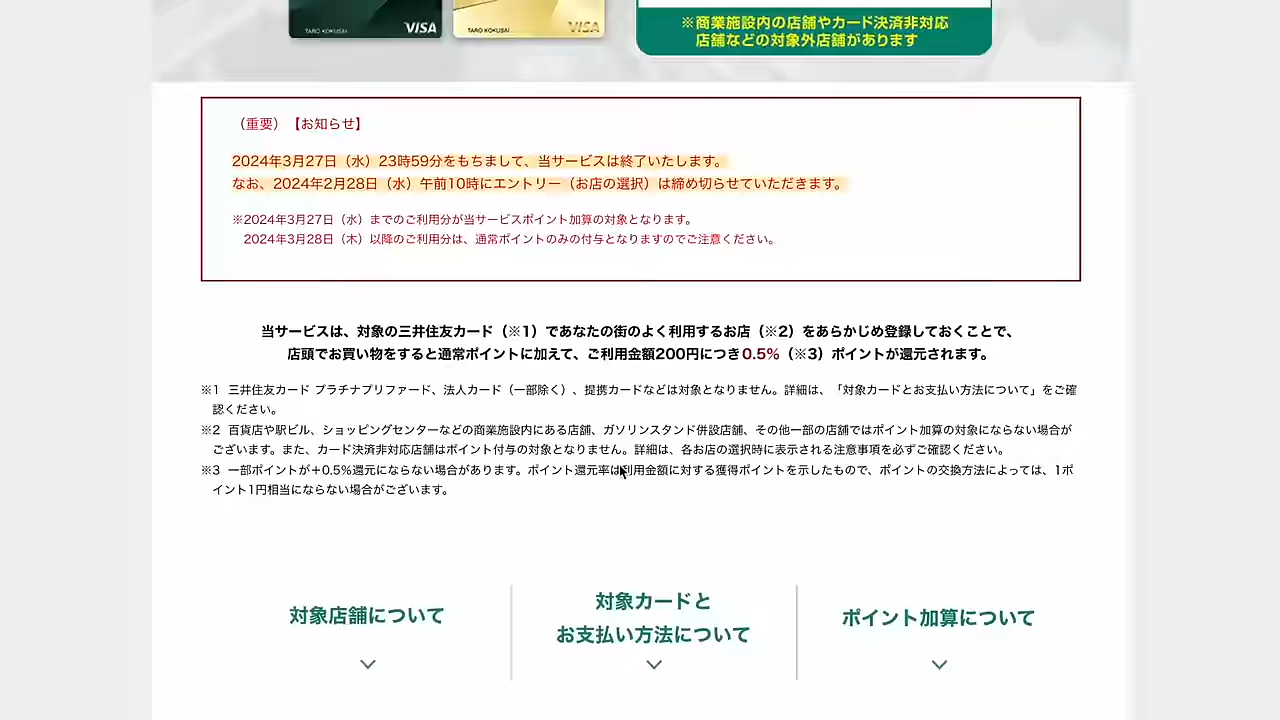 TARO KOKUSAI
VISA
TARO KOKUSAI
VISA
※商業施設内の店舗やカード決済非対応
店舗などの対象外店舗があります
（重要）【お知らせ】
2024年3月27日（水）23時59分をもちまして、当サービスは終了いたします。
なお、2024年2月28日（水）午前10時にエントリー（お店の選択）は締め切らせていただきます。
※2024年3月27日（水）までのご利用分が当サービスポイント加算の対象となります。
2024年3月28日（木）以降のご利用分は、通常ポイントのみの付与となりますのでご注意ください。
当サービスは、対象の三井住友カード（※1）であなたの街のよく利用するお店（※2）をあらかじめ登録しておくことで、
店頭でお買い物をすると通常ポイントに加えて、ご利用金額200円につき0.5%（※3）ポイントが還元されます。
※1 三井住友カード プラチナプリファード、法人カード（一部除く）、提携カードなどは対象となりません。詳細は、「対象カードとお支払い方法について」をご確
認ください。
※2 百貨店や駅ビル、ショッピングセンターなどの商業施設内にある店舗、ガソリンスタンド併設店舗、その他一部の店舗ではポイント加算の対象にならない場合が
ございます。また、カード決済非対応店舗はポイント付与の対象となりません。詳細は、各お店の選択時に表示される注意事項を必ずご確認ください。
※3 一部ポイントが＋0.5%還元にならない場合があります。ポイント還元率は利用金額に対する獲得ポイントを示したもので、ポイントの交換方法によっては、1ポ
イント1円相当にならない場合がございます。
対象店舗について
対象カードと
お支払い方法について
ポイント加算について